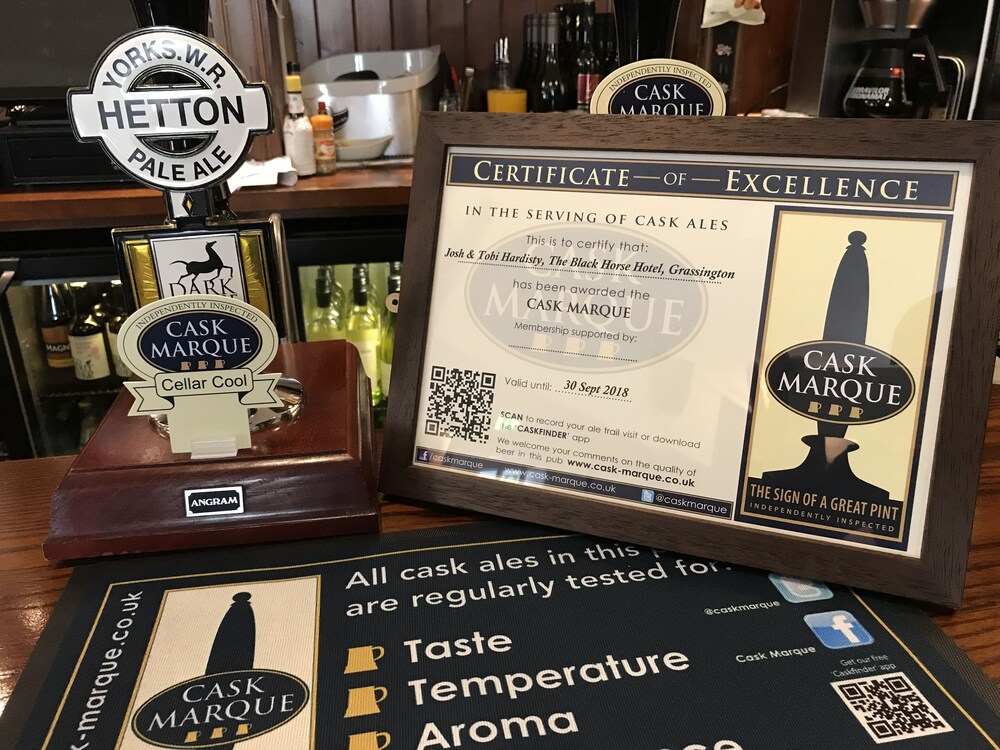 YORKS.W.R.
HETTON
PALE ALE
DARK
INDEPENDENTLY INSPECTED
CASK
MARQUE
Cellar Cool
ANGRAM
INDEPENDENTLY INSPECTED
CASK
MARQUE
BRAVILOR
BONAMAT
CERTIFICATE — OF — EXCELLENCE
IN THE SERVING OF CASK ALES
This is to certify that:
Josh & Tobi Hardisty, The Black Horse Hotel, Grassington
has been awarded the
CASK MARQUE
Membership supported by:
Valid until: 30 Sept 2018
SCAN to record your ale trail visit or download
the 'CASKFINDER' app
We welcome your comments on the quality of
beer in this pub www.cask-marque.co.uk
/caskmarque
www.cask-marque.co.uk
@caskmarque
CASK
MARQUE
CASK
MARQUE
THE SIGN OF A GREAT PINT
INDEPENDENTLY INSPECTED
k-marque.co.uk
CASK
MARQUE
All cask ales in this
are regularly tested for:
Taste
Temperature
Aroma
@caskmarque
Cask Marque
Get our free
'Caskfinder' app